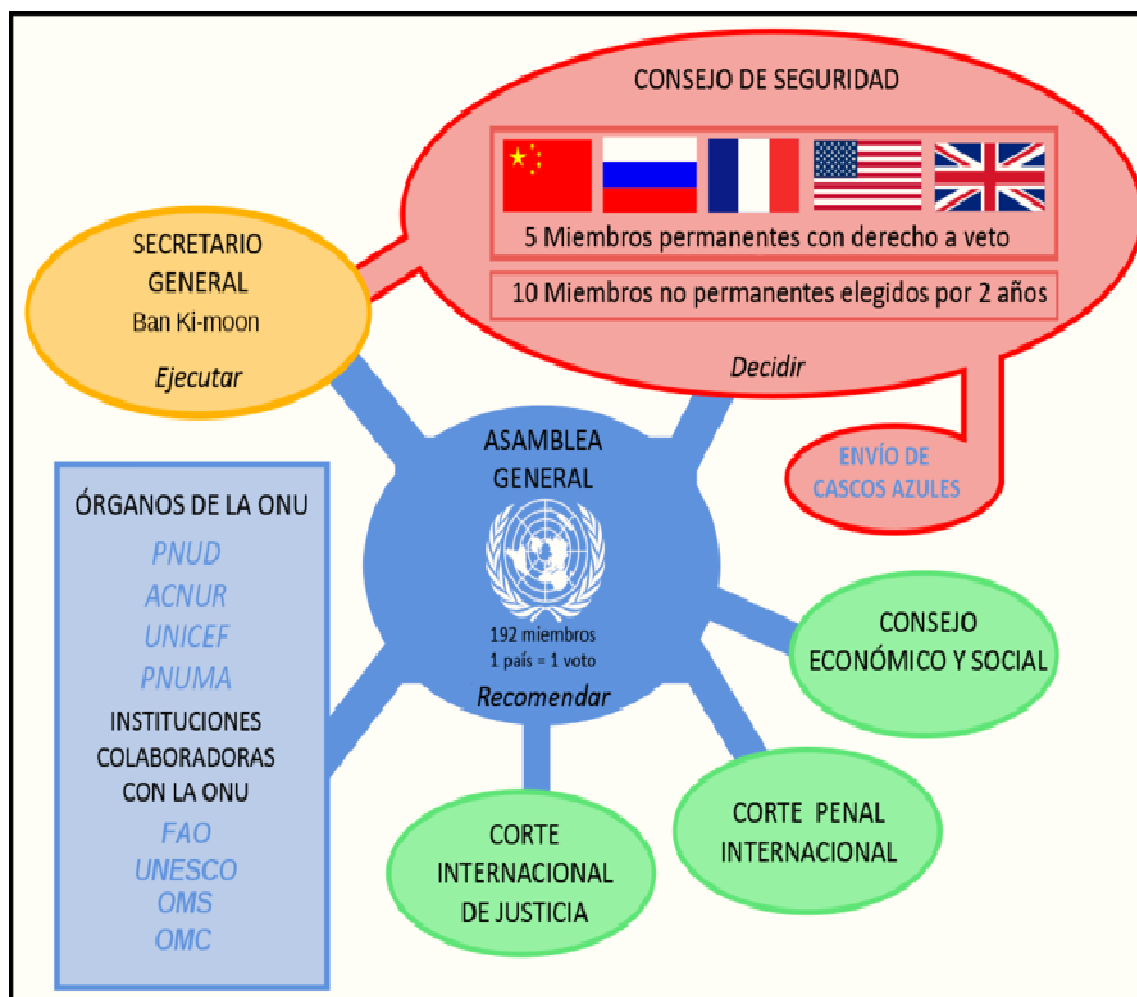 CONSEJO DE SEGURIDAD
5 Miembros permanentes con derecho a veto
10 Miembros no permanentes elegidos por 2 años
Decidir
SECRETARIO
GENERAL
Ban Ki-moon
Ejecutar
ENVÍO DE
CASCOS AZULES
ASAMBLEA
GENERAL
192 miembros
1 país = 1 voto
Recomendar
ÓRGANOS DE LA ONU
PNUD
ACNUR
UNICEF
PNUMA
INSTITUCIONES
COLABORADORAS
CON LA ONU
FAO
UNESCO
OMS
OMC
CONSEJO
ECONÓMICO Y SOCIAL
CORTE PENAL
INTERNACIONAL
CORTE
INTERNACIONAL
DE JUSTICIA